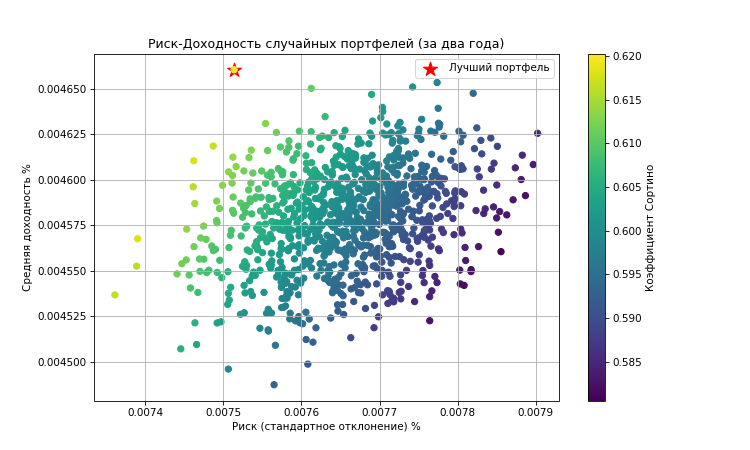 Риск-Доходность случайных портфелей (за два года)
Лучший портфель
Средняя доходность %
0.004650
0.004625
0.004600
0.004575
0.004550
0.004525
0.004500
0.0074 0.0075 0.0076 0.0077 0.0078 0.0079
Риск (стандартное отклонение) %
0.620
0.615
0.610
0.605
0.600
0.595
0.590
0.585
Коэффициент Сортино